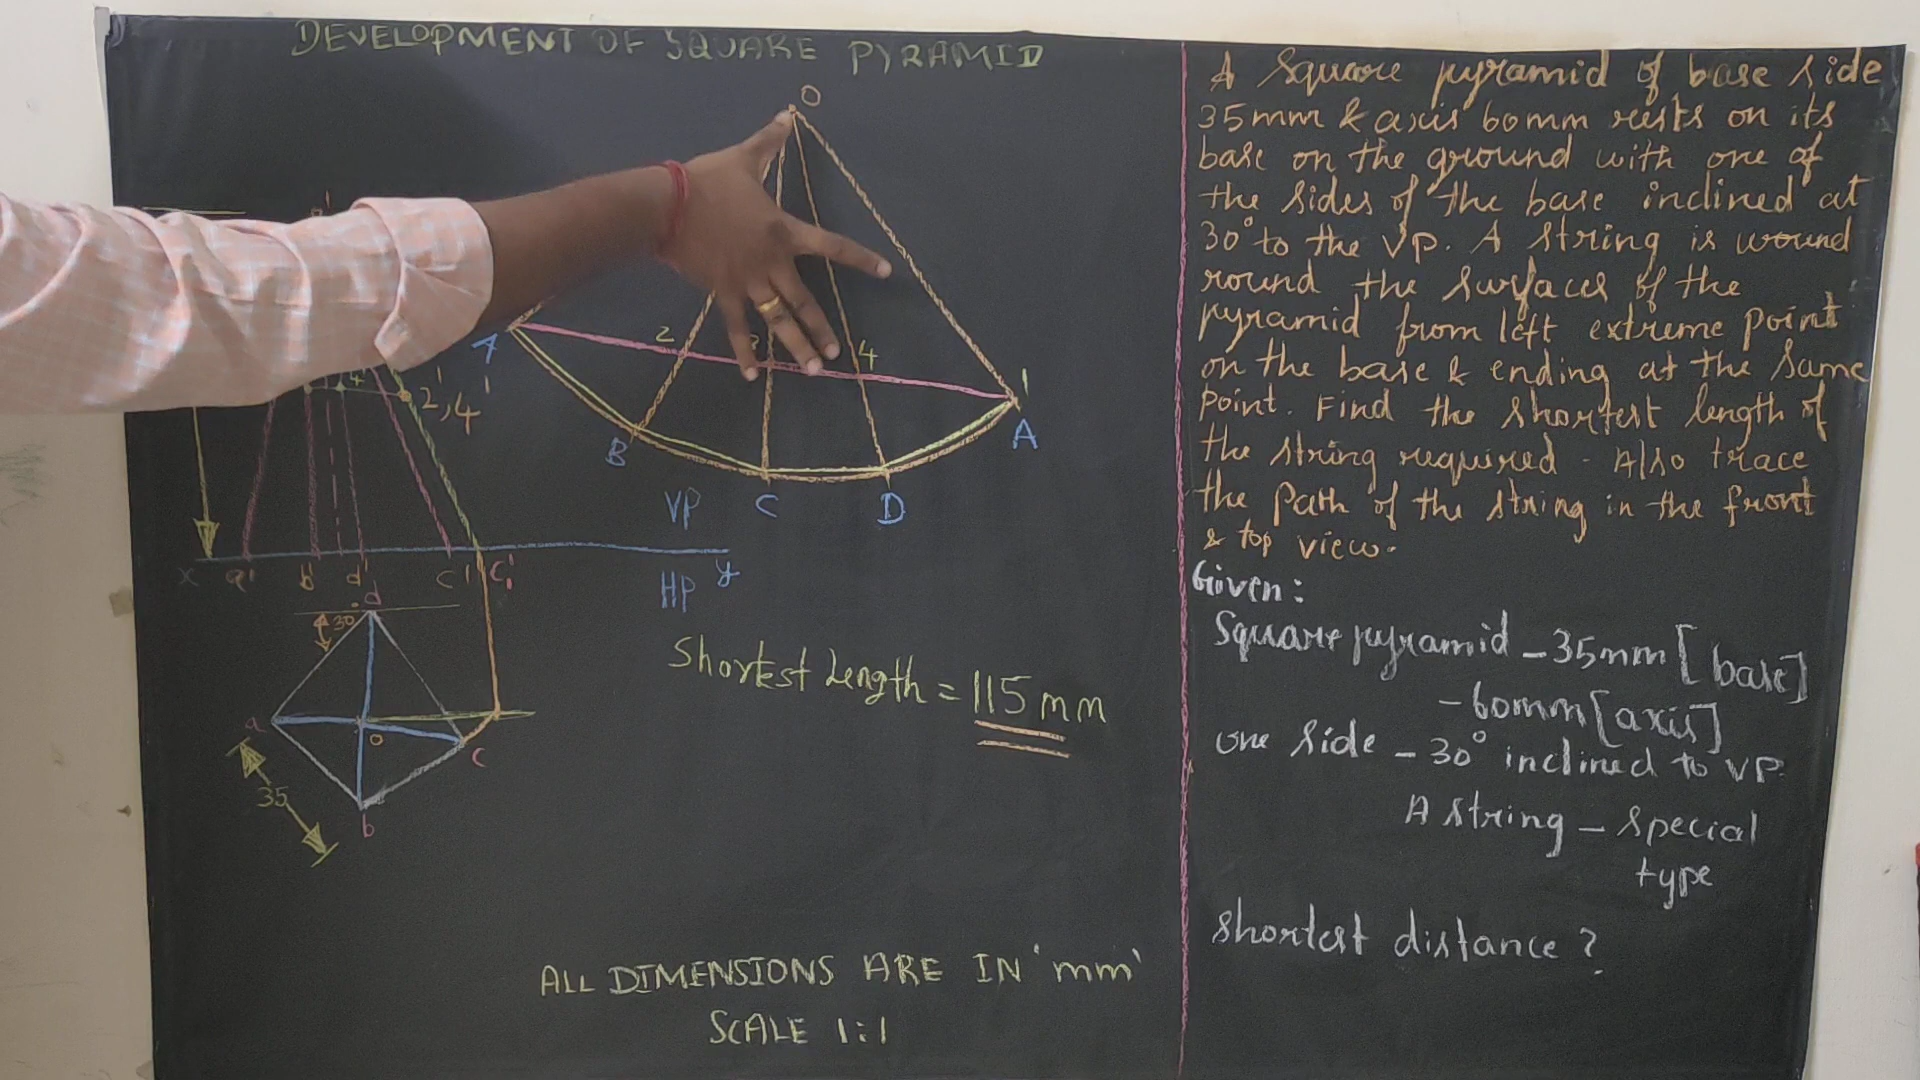 DEVELOPMENT OF SQUARE PYRAMID
O
2 4 1
A
2', 4'
B A
VP C D
x a' b' d' c' c1' y
HP
d
30°
a o c
35
b
Shortest Length = 115 mm
ALL DIMENSIONS ARE IN 'mm'
SCALE 1:1
A Square pyramid of base side
35mm & axis 60mm rests on its
base on the ground with one of
the sides of the base inclined at
30° to the VP. A string is wound
round the surfaces of the
pyramid from left extreme point
on the base & ending at the same
point. Find the shortest length of
the string required. Also trace
the path of the string in the front
& top view.
Given:
Square pyramid - 35mm [base]
- 60mm [axis]
one side - 30° inclined to VP.
A string - special
type
shortest distance?